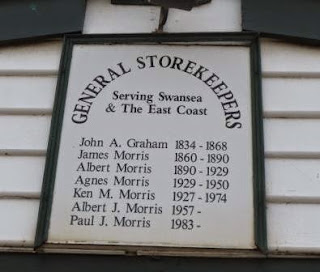 GENERAL STOREKEEPERS
Serving Swansea
& The East Coast
John A. Graham 1834 - 1868
James Morris 1860 - 1890
Albert Morris 1890 - 1929
Agnes Morris 1929 - 1950
Ken M. Morris 1927 - 1974
Albert J. Morris 1957 -
Paul J. Morris 1983 -